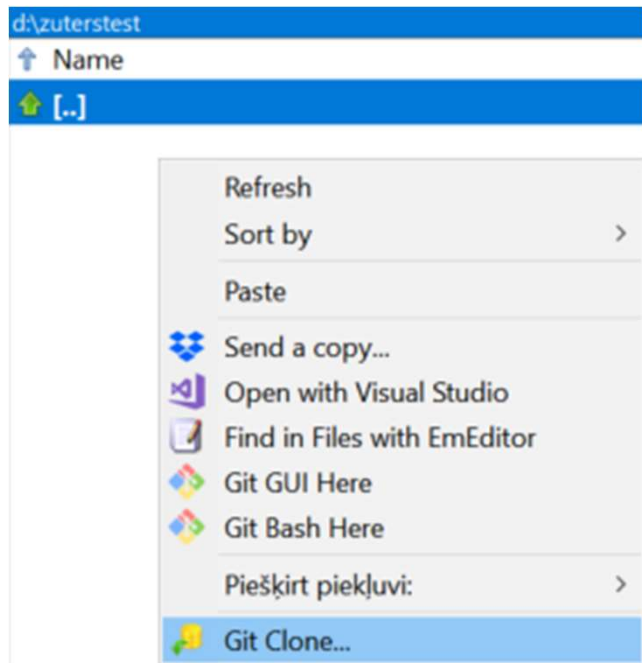 d:\zuterstest
Name
[..]
Refresh
Sort by
Paste
Send a copy...
Open with Visual Studio
Find in Files with EmEditor
Git GUI Here
Git Bash Here
Piešķirt piekļuvi:
Git Clone...